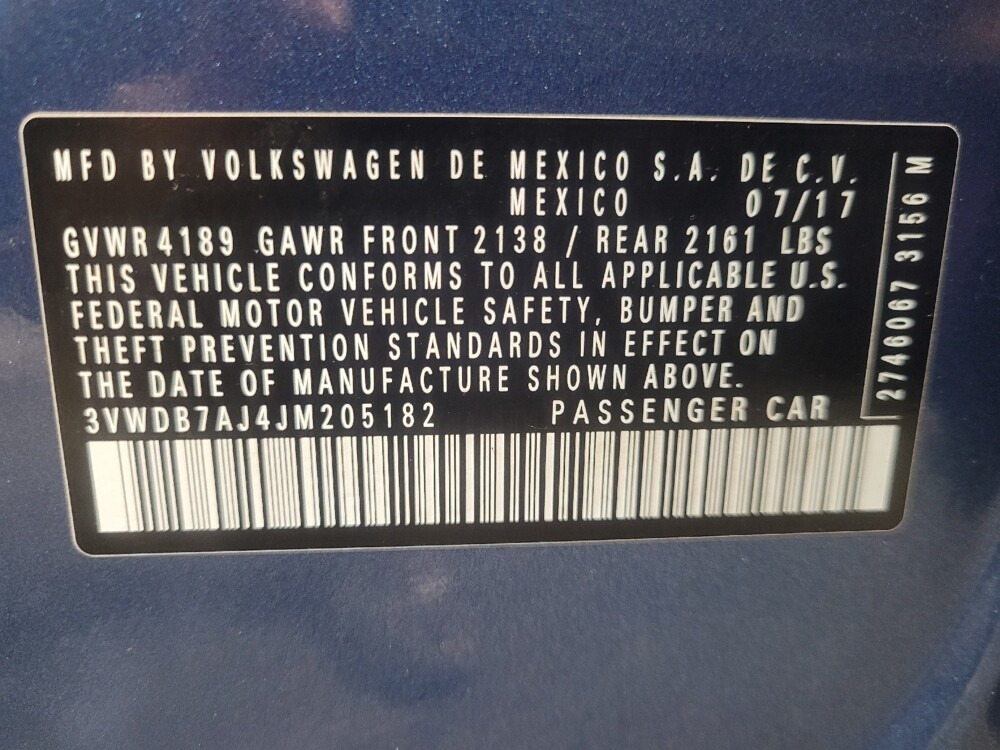 MFD BY VOLKSWAGEN DE MEXICO S.A. DE C.V.
MEXICO 07/17
GVWR 4189 GAWR FRONT 2138 / REAR 2161 LBS
THIS VEHICLE CONFORMS TO ALL APPLICABLE U.S.
FEDERAL MOTOR VEHICLE SAFETY, BUMPER AND
THEFT PREVENTION STANDARDS IN EFFECT ON
THE DATE OF MANUFACTURE SHOWN ABOVE.
3VWDB7AJ4JM205182 PASSENGER CAR
2746067 3156 M